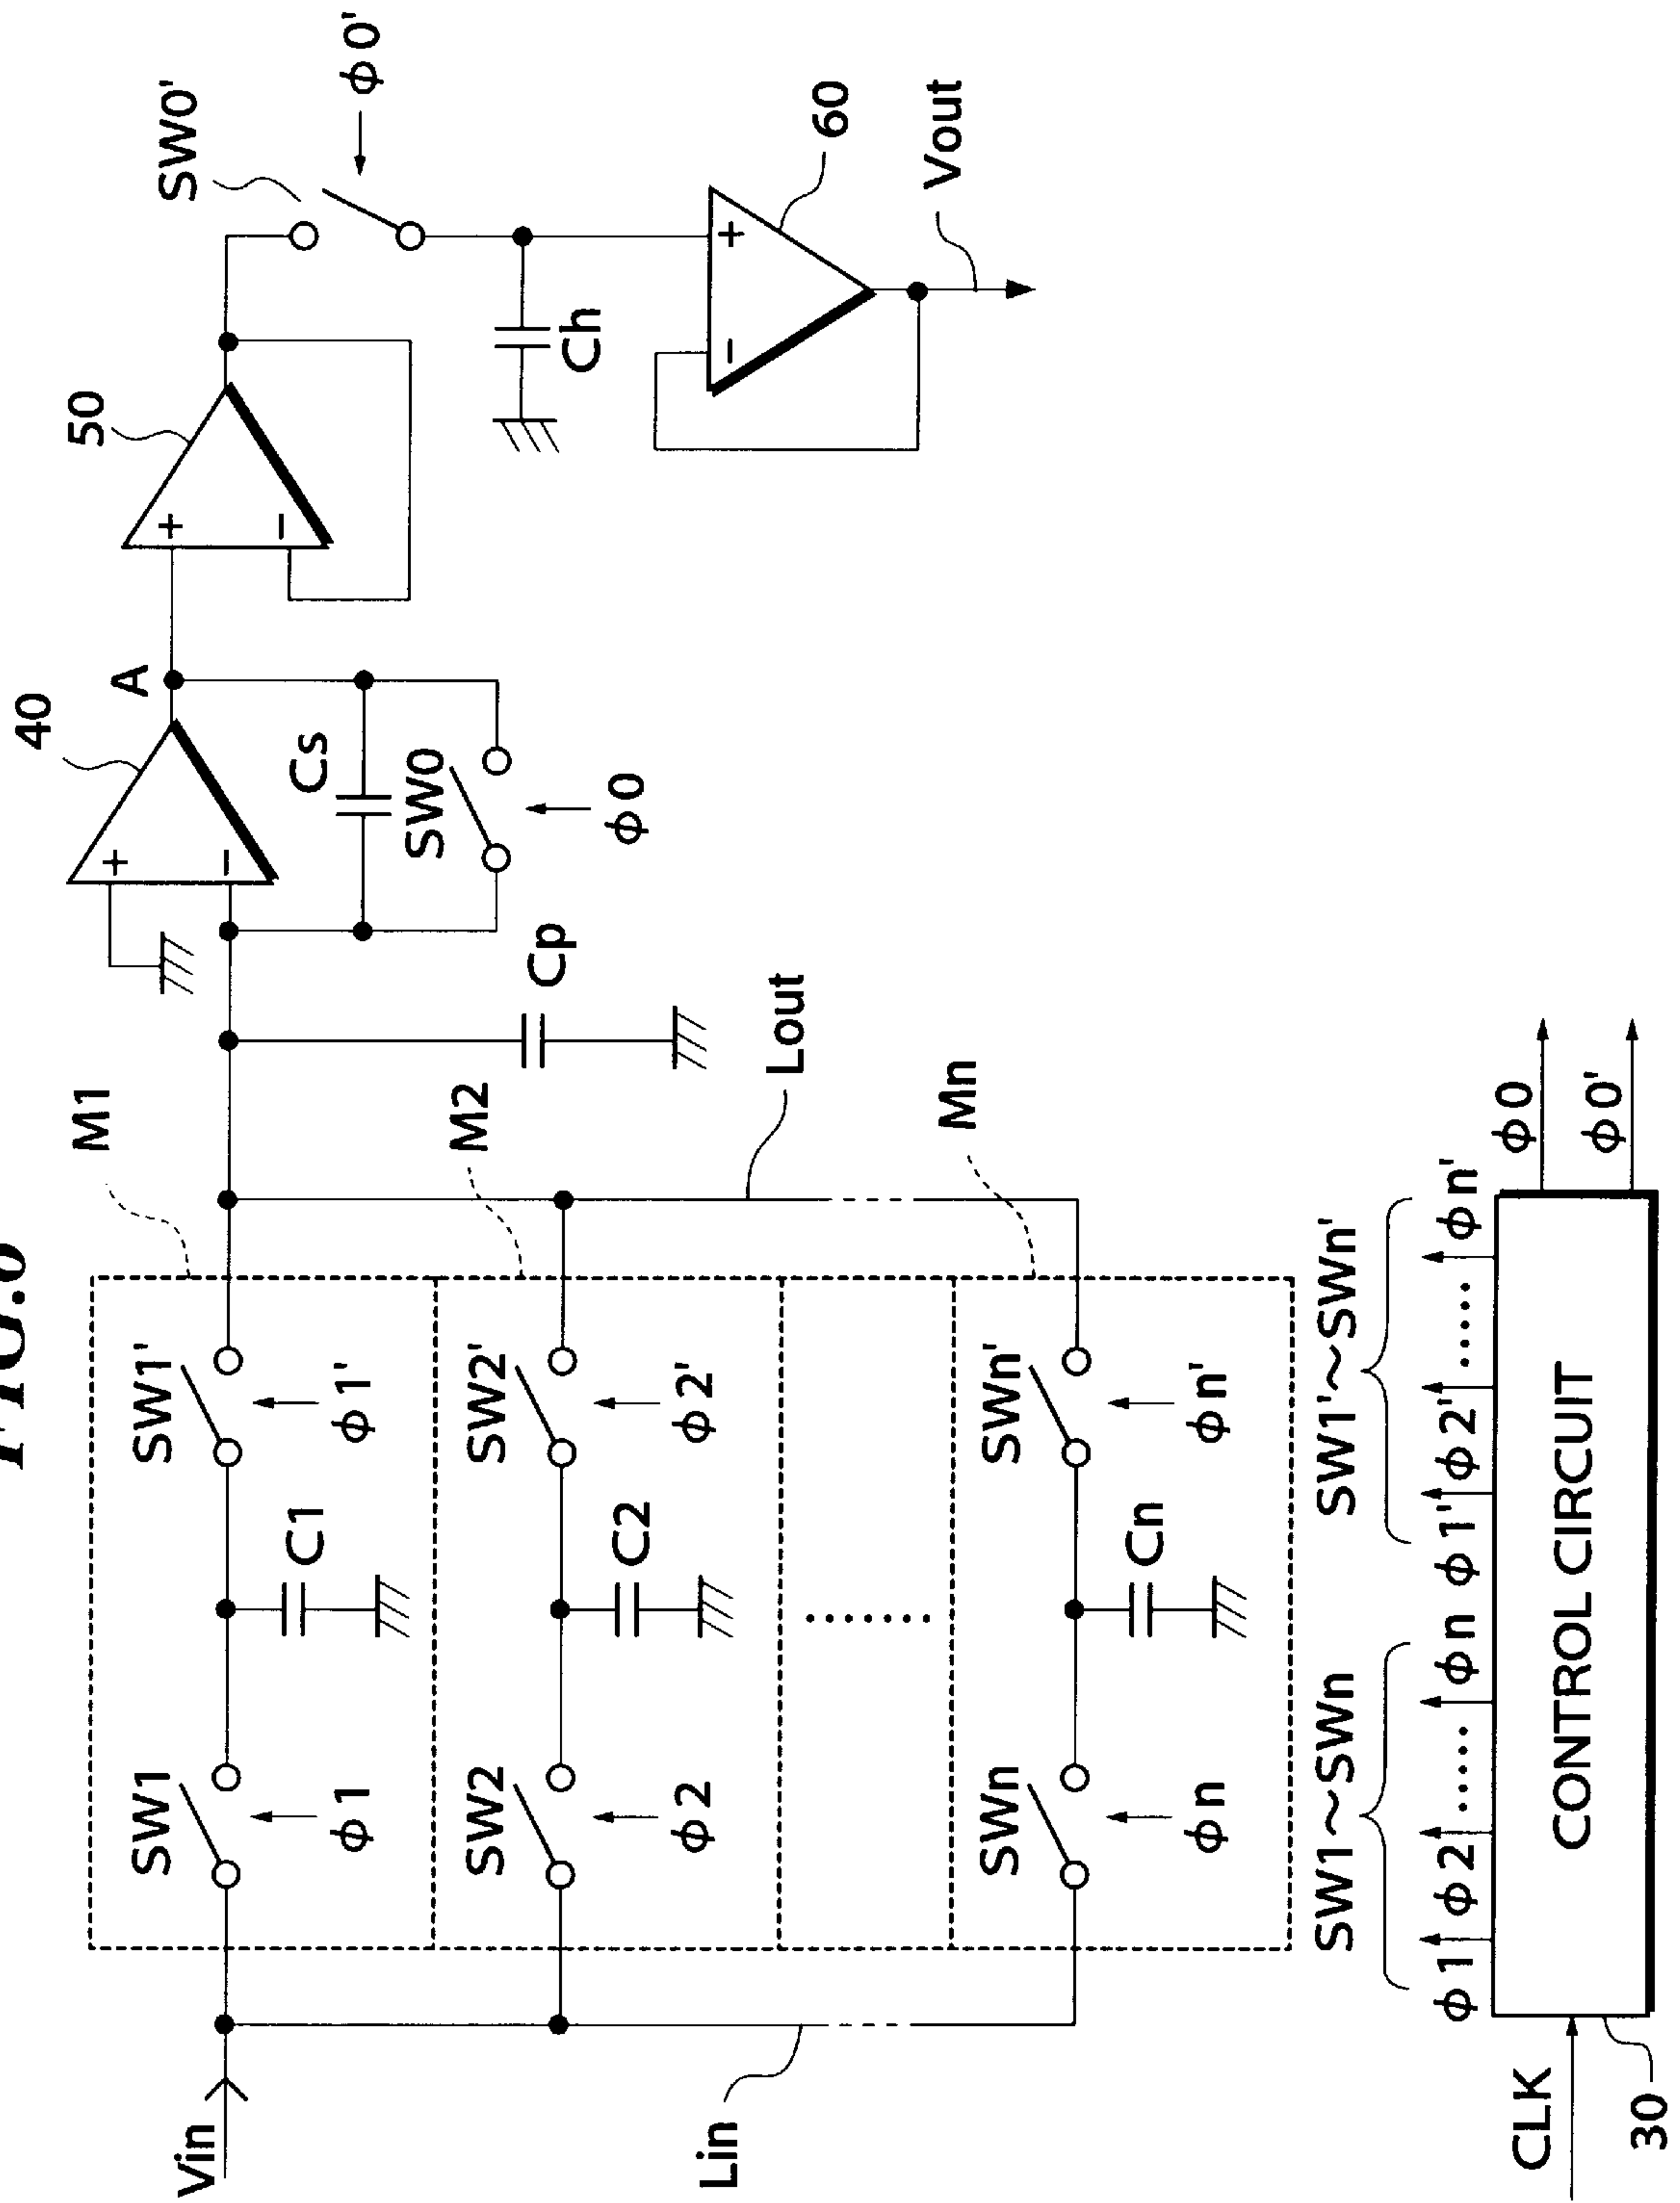 FIG.6
Vin
Lin
SW1
φ1
C1
SW1'
φ1'
M1
SW2
φ2
C2
SW2'
φ2'
M2
.......
SWn
φn
Cn
SWn'
φn'
Mn
Lout
Cp
40
+
−
Cs
SW0
φ0
A
50
+
−
SW0'
φ0'
Ch
60
+
−
Vout
SW1~SWn
SW1'~SWn'
φ1 φ2 ..... φn φ1' φ2' ..... φn'
CLK
CONTROL CIRCUIT
φ0
φ0'
30